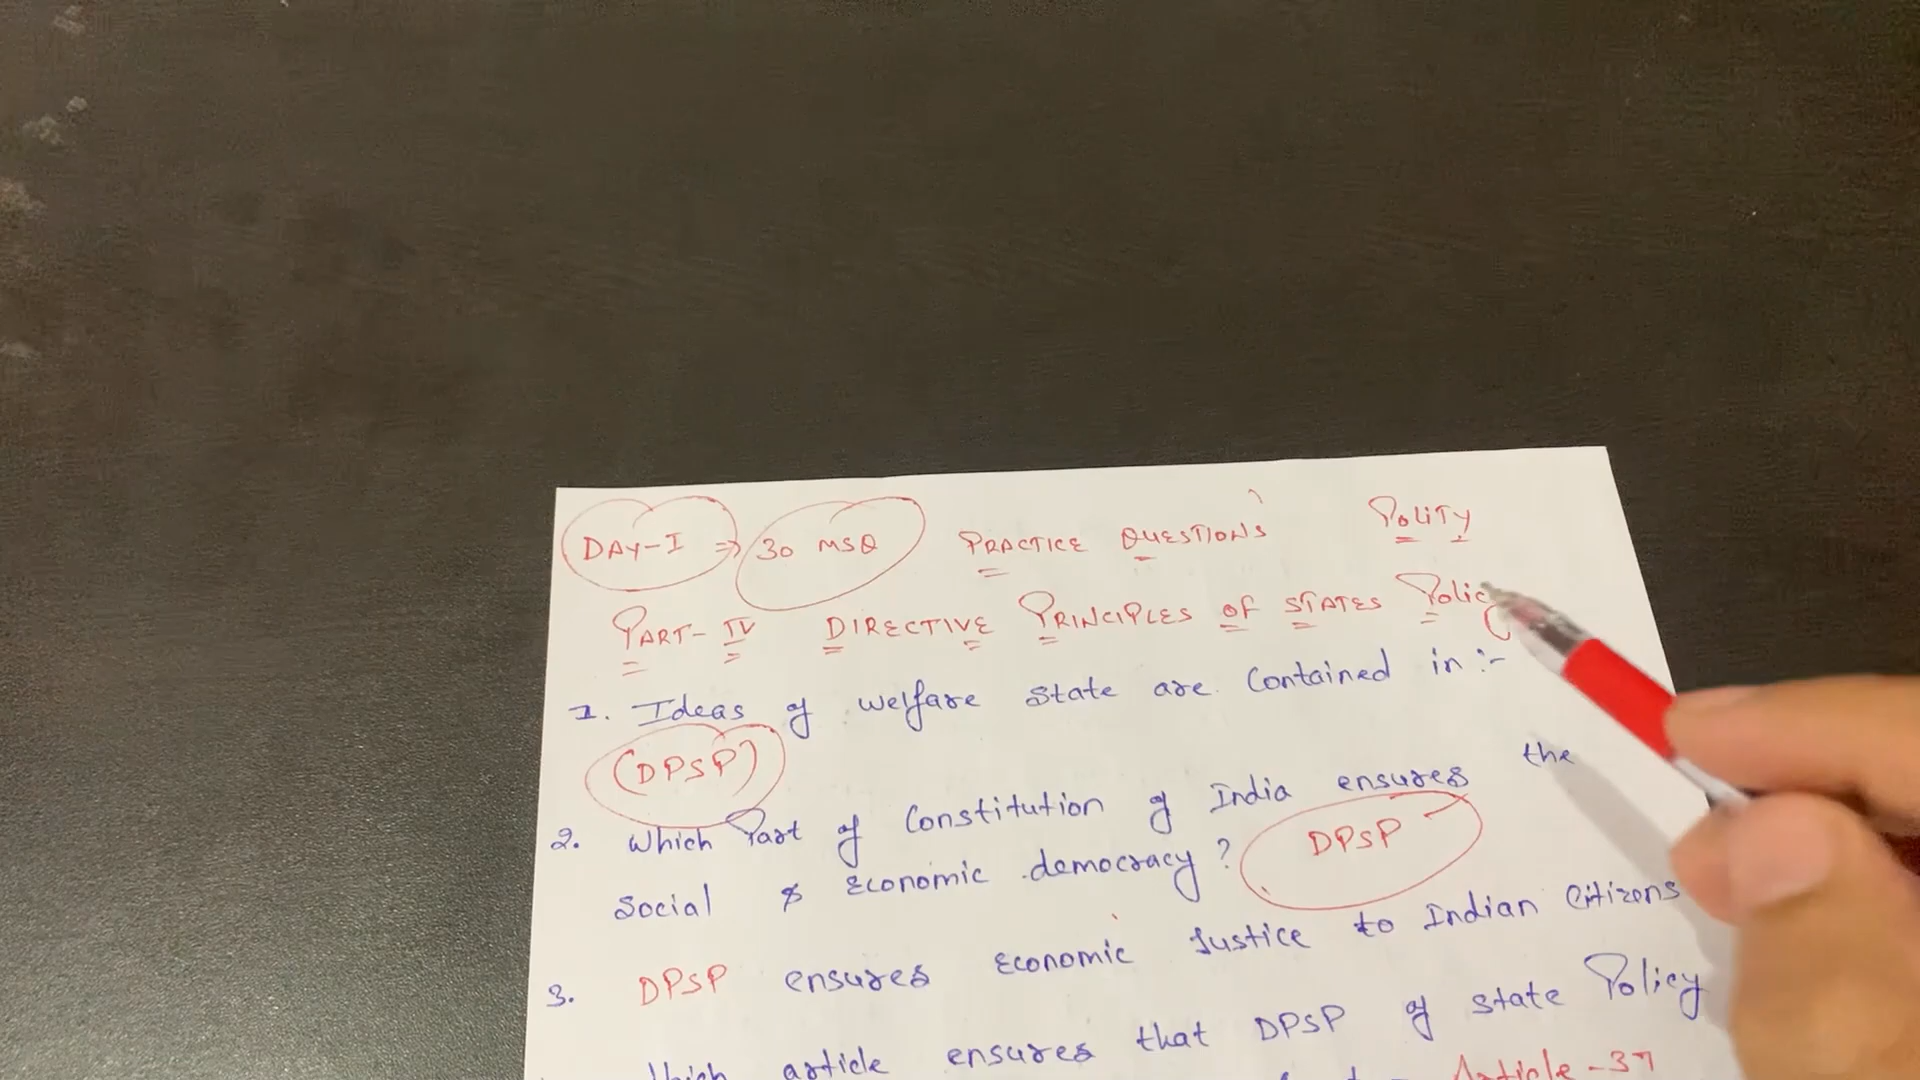 DAY-I ⇒ 30 MSQ PRACTICE QUESTIONS POLITY
PART-IV DIRECTIVE PRINCIPLES OF STATES Policy
1. Ideas of welfare state are contained in :-
(DPSP)
2. Which Part of Constitution of India ensures the
social & Economic democracy ? DPSP
3. DPSP ensures Economic Justice to Indian Citizens
Which article ensures that DPSP of state Policy
Article-37